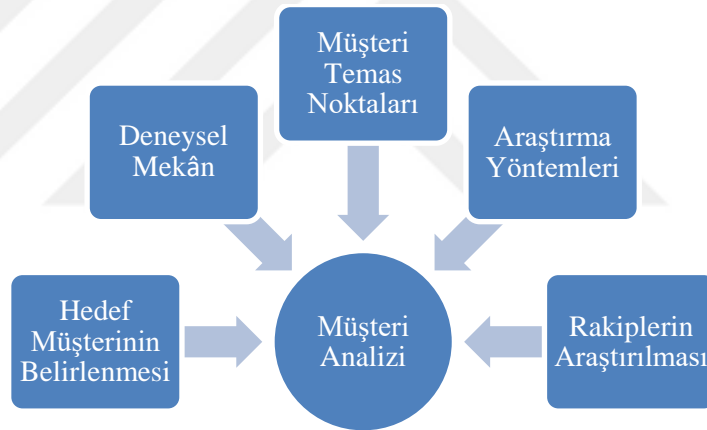 Müşteri
Temas
Noktaları
Deneysel
Mekân
Araştırma
Yöntemleri
Hedef
Müşterinin
Belirlenmesi
Müşteri
Analizi
Rakiplerin
Araştırılması